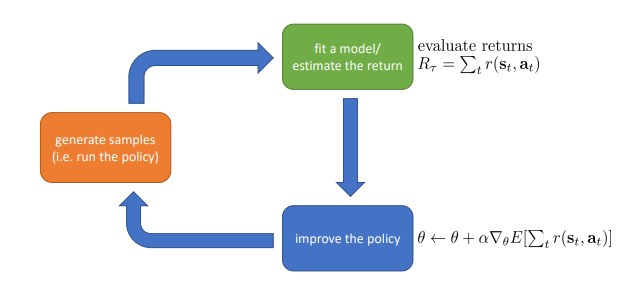 fit a model/
estimate the return
evaluate returns
R_τ = ∑_t r(s_t, a_t)
generate samples
(i.e. run the policy)
improve the policy
θ ← θ + α∇_θ E[∑_t r(s_t, a_t)]